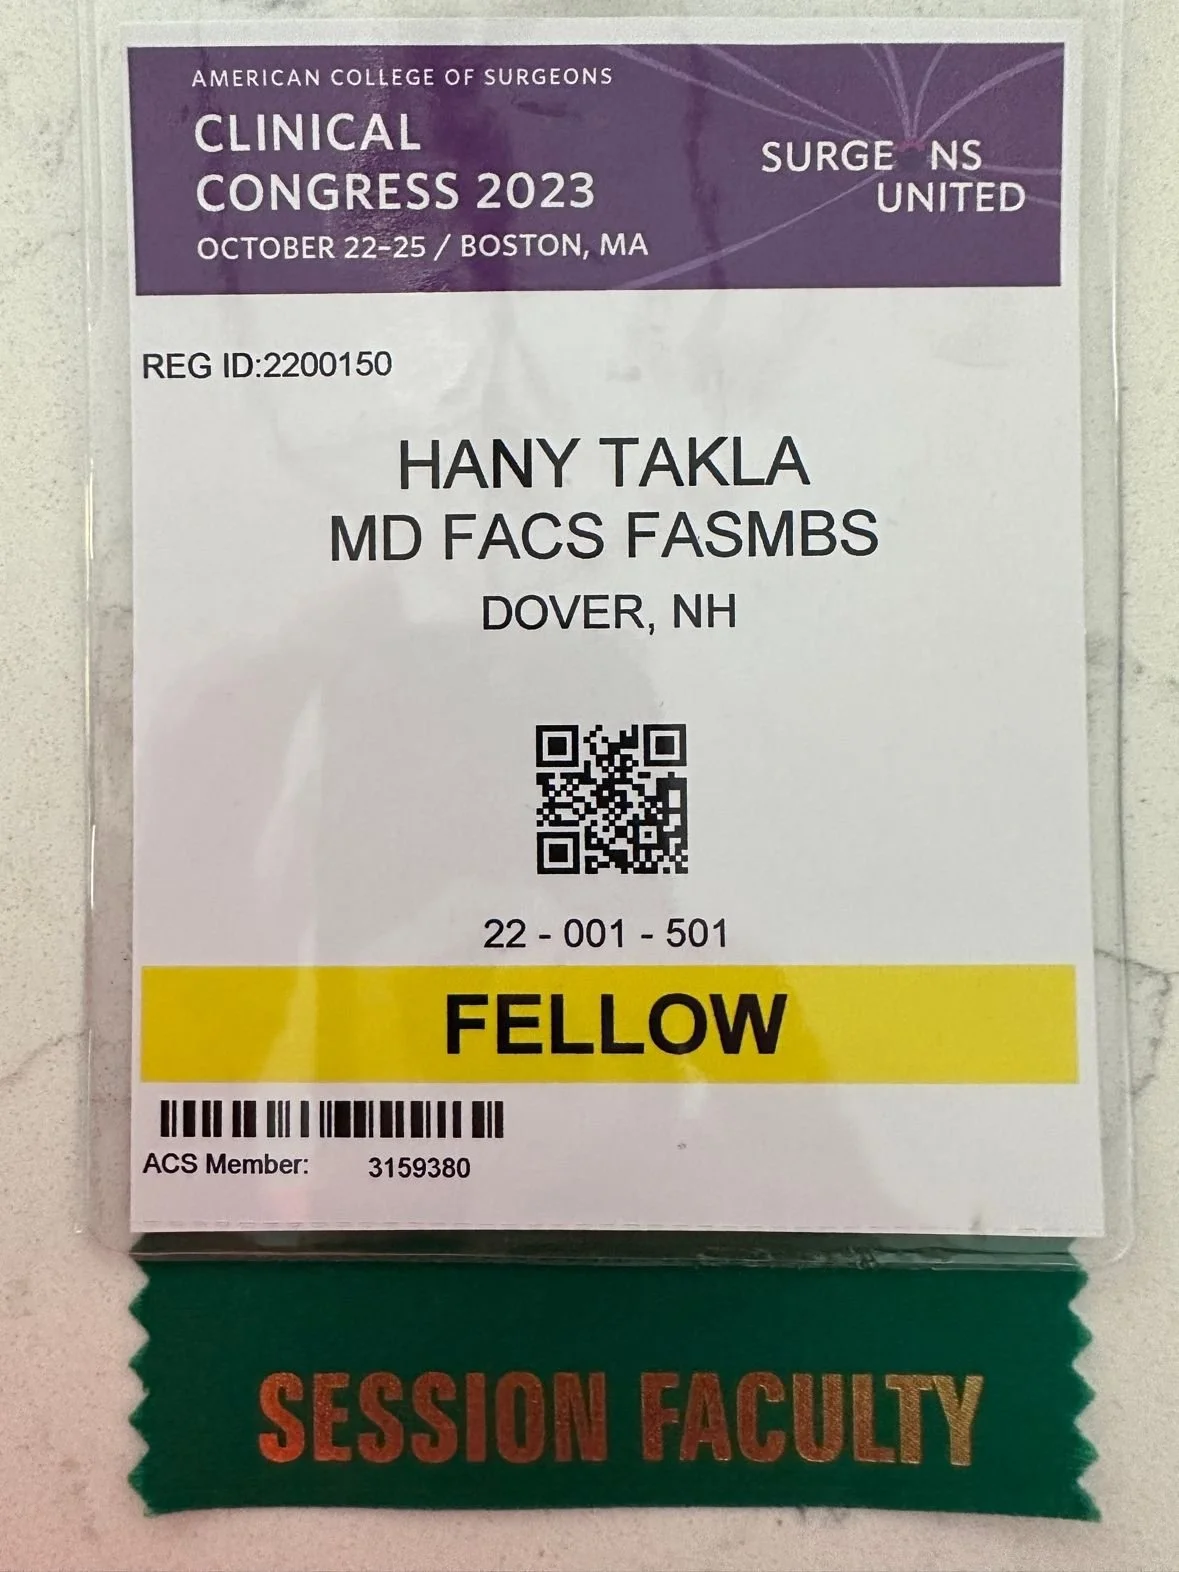 AMERICAN COLLEGE OF SURGEONS
CLINICAL
CONGRESS 2023
OCTOBER 22-25 / BOSTON, MA
SURGE NS
UNITED
REG ID:2200150
HANY TAKLA
MD FACS FASMBS
DOVER, NH
22 - 001 - 501
FELLOW
ACS Member: 3159380
SESSION FACULTY